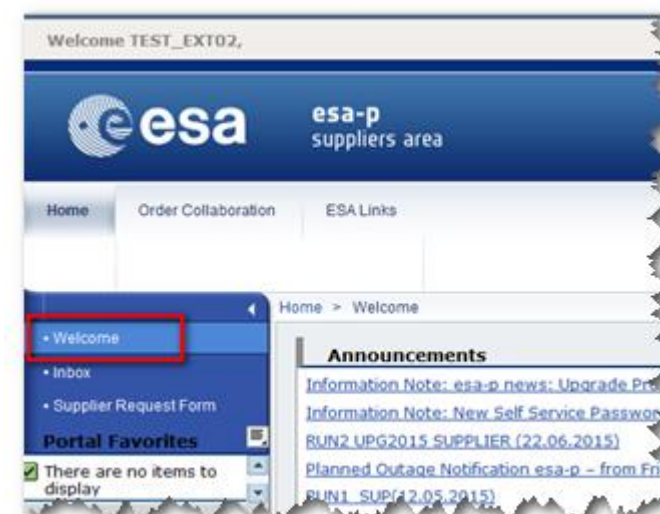 Welcome TEST_EXT02,
esa
esa-p
suppliers area
Home Order Collaboration ESA Links
Home > Welcome
• Welcome
• Inbox
• Supplier Request Form
Portal Favorites
There are no items to
display
Announcements
Information Note: esa-p news: Upgrade
Information Note: New Self Service
RUN2 UPG2015 SUPPLIER (22.06.2015)
Planned Outage Notification esa-p – from
RUN1_SUP(12.05.2015)